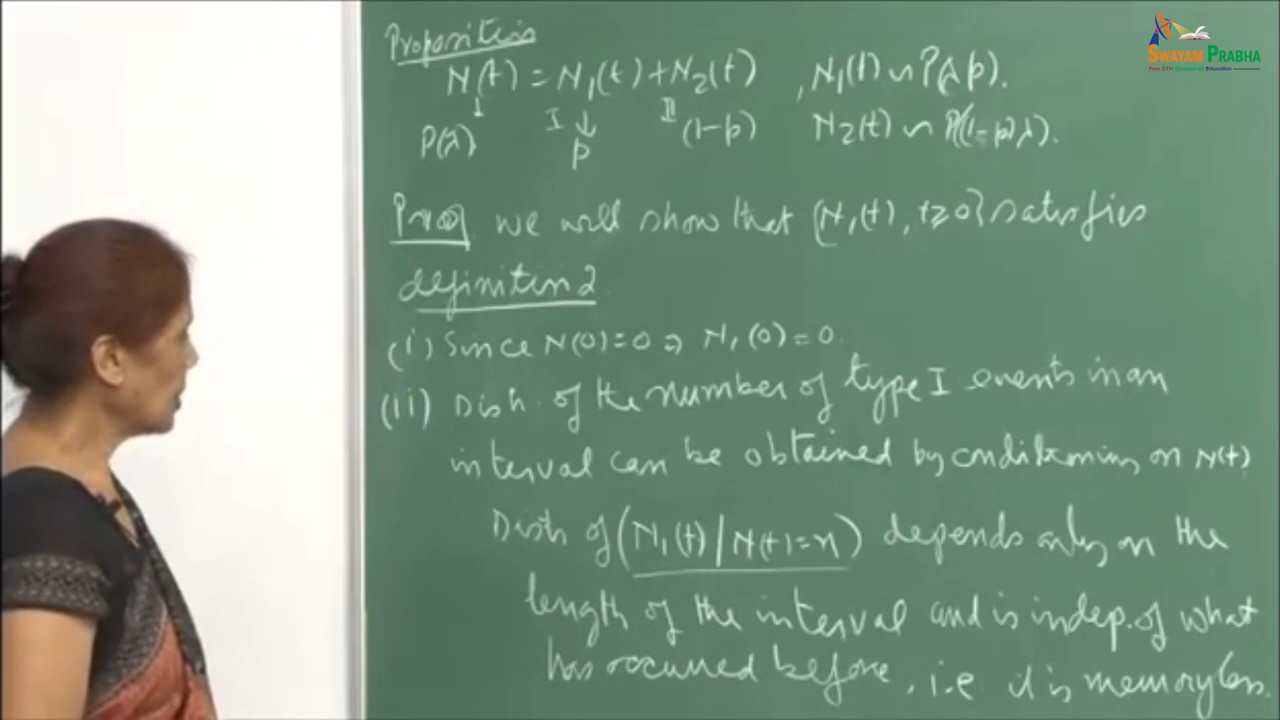 SWAYAM PRABHA
Proposition
N(t) = N₁(t) + N₂(t) , N₁(t) ~ P(λp).
↓ I ↓ II
P(λ) p (1-p) N₂(t) ~ P((1-p)λ).
Proof we will show that {N₁(t), t≥0} satisfies
definition 2
(i) Since N(0)=0 ⇒ N₁(0)=0.
(ii) Distr. of the number of type I events in an
interval can be obtained by conditioning on N(t)
Distr of (N₁(t) | N(t)=n) depends only on the
length of the interval and is indep. of what
has occurred before, i.e it is memoryless.